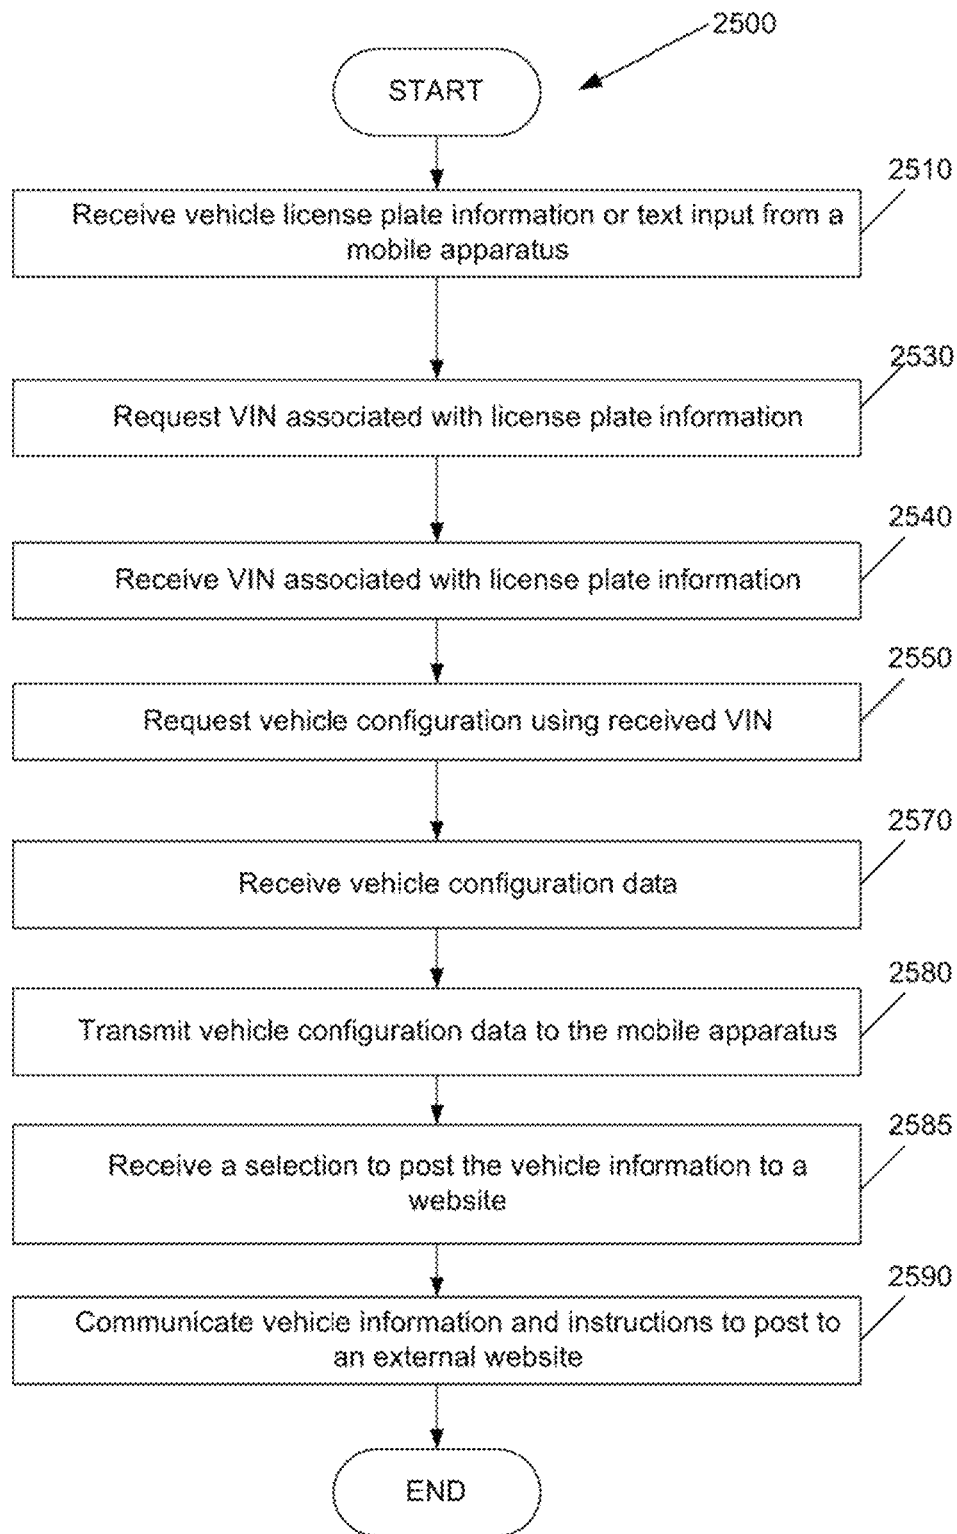 2500
START
2510
Receive vehicle license plate information or text input from a
mobile apparatus
2530
Request VIN associated with license plate information
2540
Receive VIN associated with license plate information
2550
Request vehicle configuration using received VIN
2570
Receive vehicle configuration data
2580
Transmit vehicle configuration data to the mobile apparatus
2585
Receive a selection to post the vehicle information to a
website
2590
Communicate vehicle information and instructions to post to
an external website
END